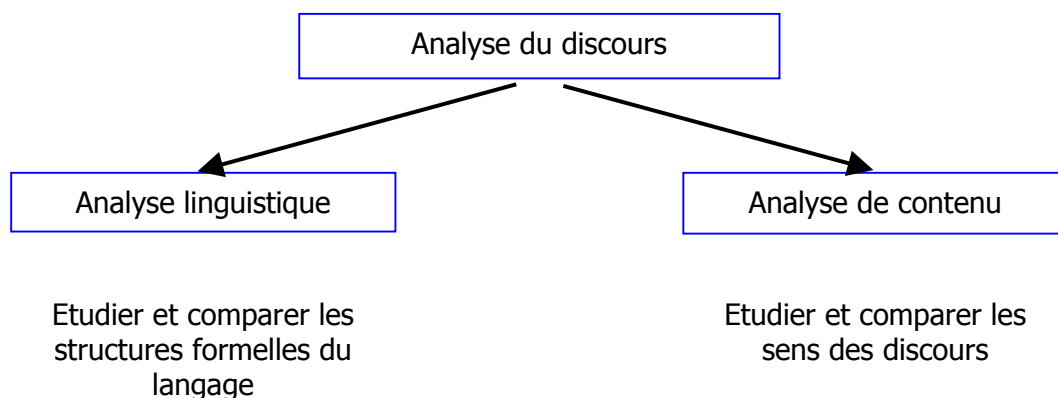 Analyse du discours
Analyse linguistique
Analyse de contenu
Etudier et comparer les
structures formelles du
langage
Etudier et comparer les
sens des discours